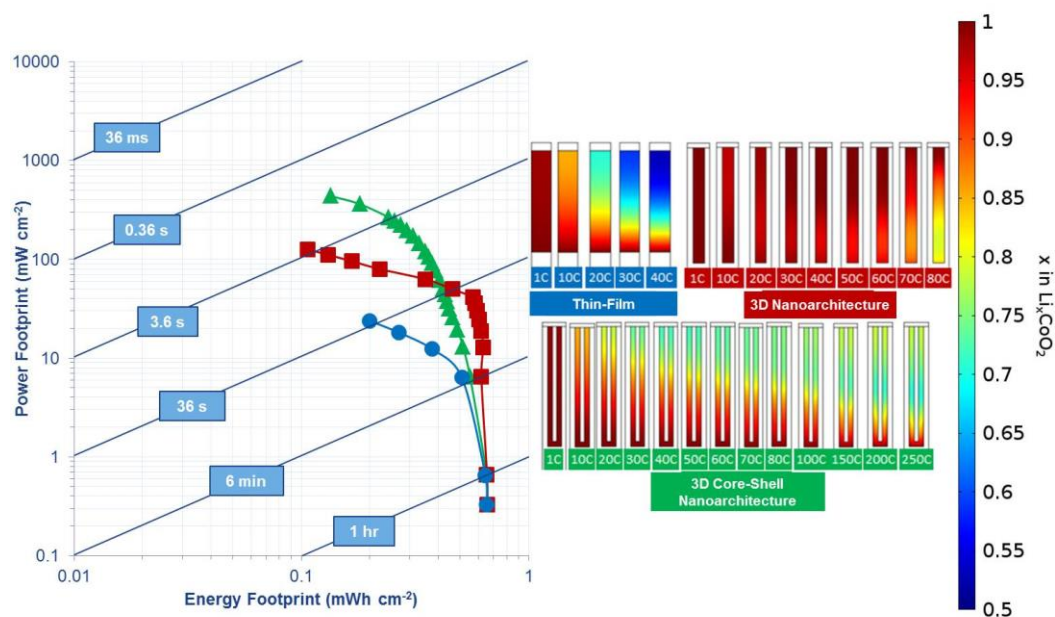 10000
1000
100
10
1
0.1
0.01
0.1
1
Power Footprint (mW cm-2)
Energy Footprint (mWh cm-2)
36 ms
0.36 s
3.6 s
36 s
6 min
1 hr
1C 10C 20C 30C 40C
Thin-Film
1C 10C 20C 30C 40C 50C 60C 70C 80C
3D Nanoarchitecture
1C 10C 20C 30C 40C 50C 60C 70C 80C 100C 150C 200C 250C
3D Core-Shell
Nanoarchitecture
1
0.95
0.9
0.85
0.8
0.75
0.7
0.65
0.6
0.55
0.5
x in LixCoO2